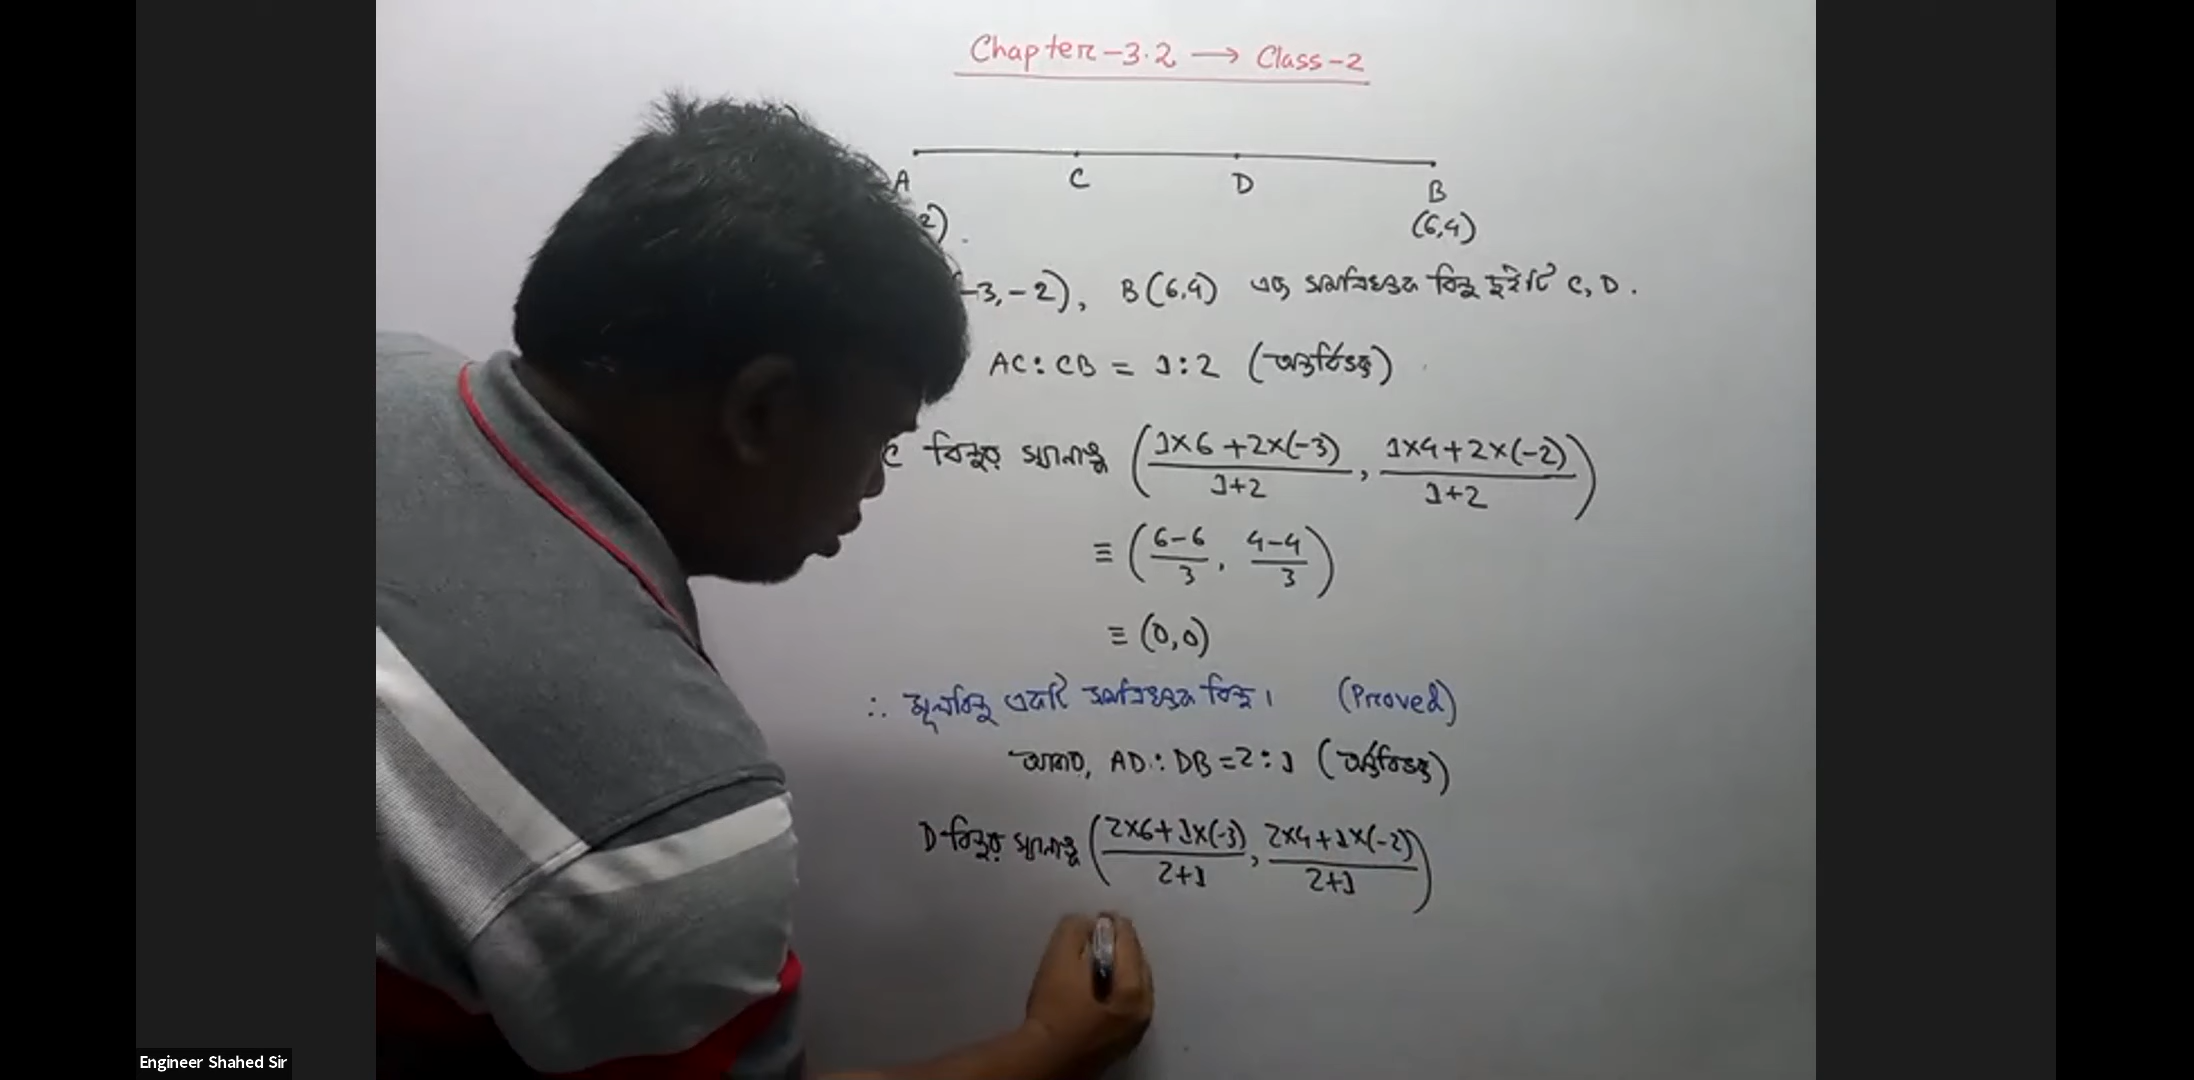 Chapter-3.2 → Class-2
A C D B
2). (6,4)
-3,-2), B(6,4) এর সমত্রিখণ্ডক বিন্দু দুইটি C, D.
AC:CB = 1:2 (অন্তর্বিভক্ত)
C বিন্দুর স্থানাঙ্ক (1×6+2×(-3)/1+2, 1×4+2×(-2)/1+2)
≡ (6-6/3, 4-4/3)
≡ (0,0)
∴ মূলবিন্দু একটি সমত্রিখণ্ডক বিন্দু। (Proved)
আবার, AD:DB=2:1 (অন্তর্বিভক্ত)
D বিন্দুর স্থানাঙ্ক (2×6+1×(-3)/2+1, 2×4+1×(-2)/2+1)
Engineer Shahed Sir